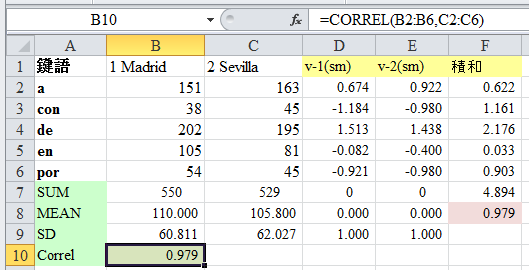 B10 fx =CORREL(B2:B6,C2:C6)
A B C D E F
1 鍵語 1 Madrid 2 Sevilla v-1(sm) v-2(sm) 積和
2 a 151 163 0.674 0.922 0.622
3 con 38 45 -1.184 -0.980 1.161
4 de 202 195 1.513 1.438 2.176
5 en 105 81 -0.082 -0.400 0.033
6 por 54 45 -0.921 -0.980 0.903
7 SUM 550 529 0 0 4.894
8 MEAN 110.000 105.800 0.000 0.000 0.979
9 SD 60.811 62.027 1.000 1.000
10 Correl 0.979